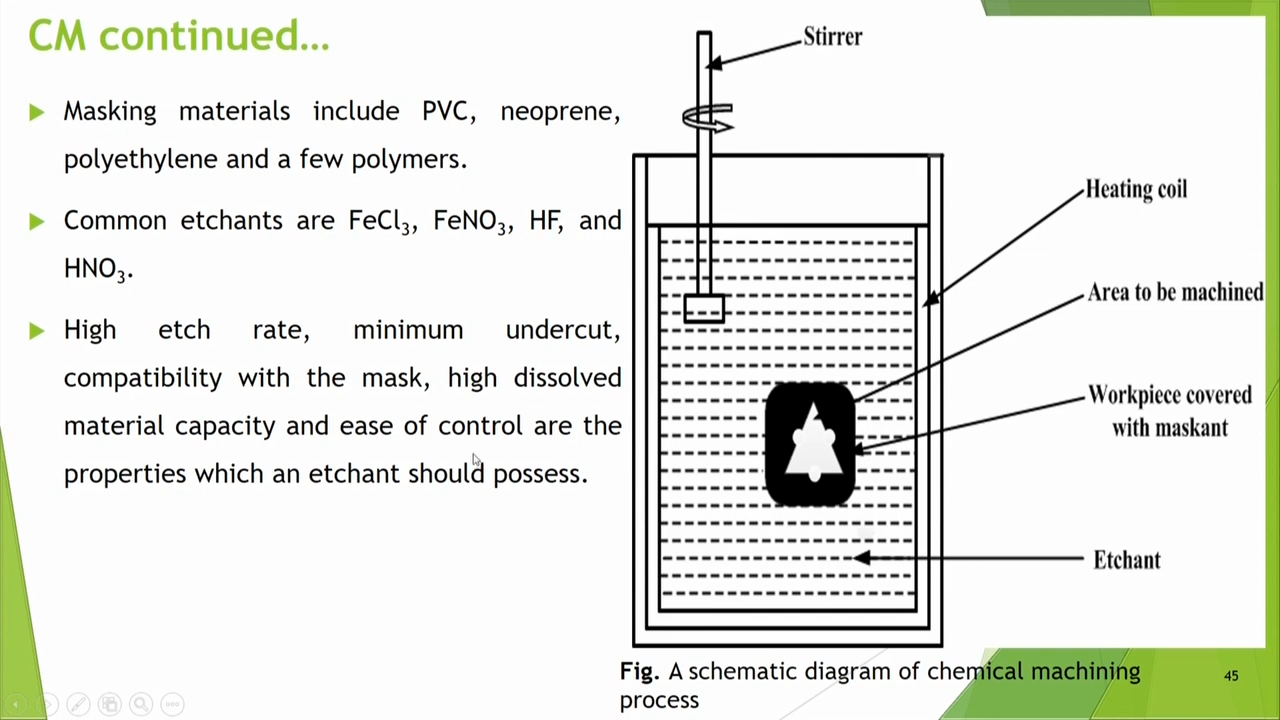 CM continued…
Masking materials include PVC, neoprene,
polyethylene and a few polymers.
Common etchants are FeCl₃, FeNO₃, HF, and
HNO₃.
High etch rate, minimum undercut,
compatibility with the mask, high dissolved
material capacity and ease of control are the
properties which an etchant should possess.
Stirrer
Heating coil
Area to be machined
Workpiece covered
with maskant
Etchant
Fig. A schematic diagram of chemical machining
process
45